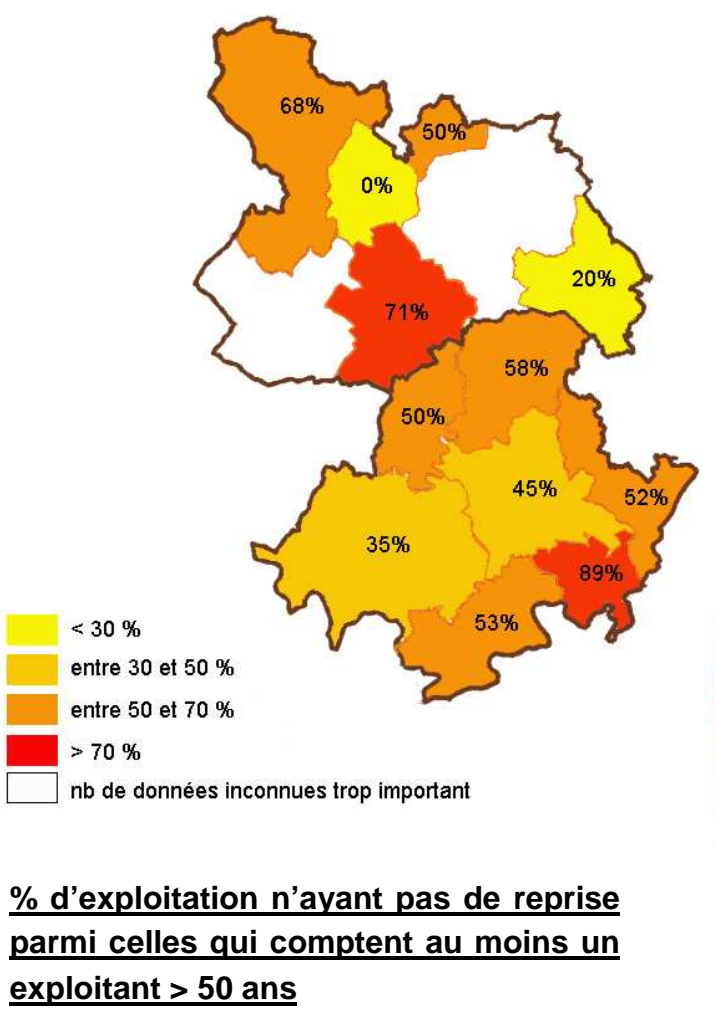 68%
50%
0%
20%
71%
58%
50%
45%
52%
35%
89%
53%
< 30 %
entre 30 et 50 %
entre 50 et 70 %
> 70 %
nb de données inconnues trop important
% d’exploitation n’ayant pas de reprise
parmi celles qui comptent au moins un
exploitant > 50 ans